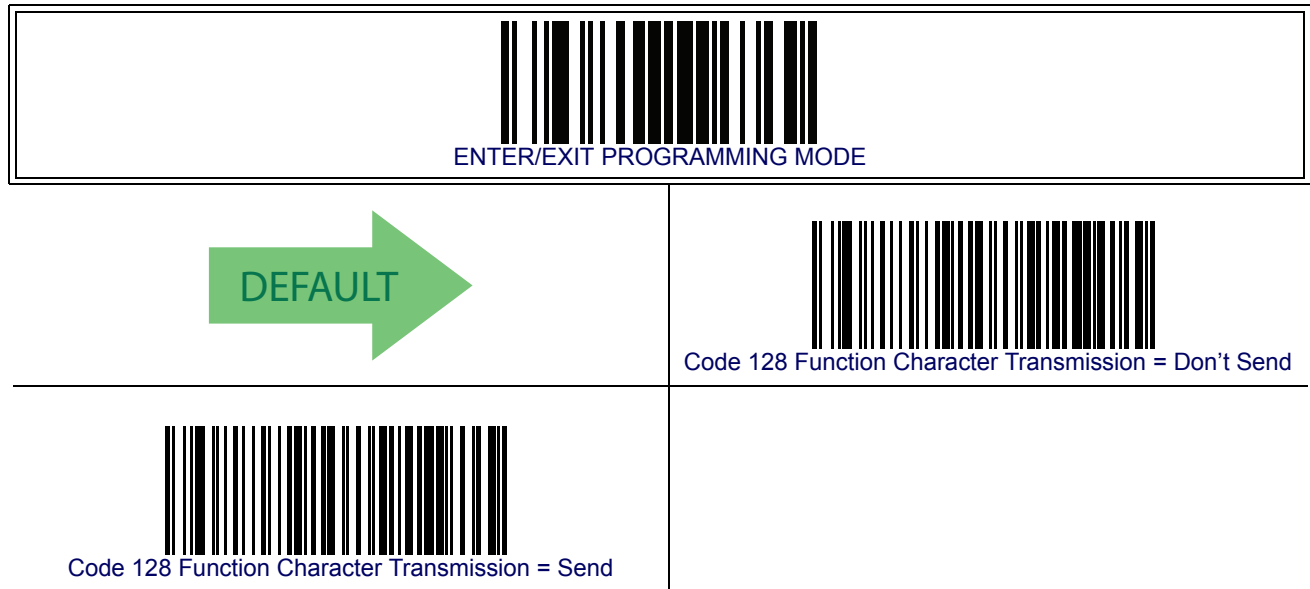 ENTER/EXIT PROGRAMMING MODE
DEFAULT
Code 128 Function Character Transmission = Don’t Send
Code 128 Function Character Transmission = Send